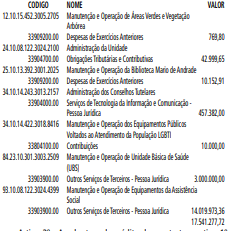 CODIGO NOME VALOR
12.10.15.452.3005.2705 Manutenção e Operação de Áreas Verdes e Vegetação
Arbórea
33909200.00 Despesas de Exercícios Anteriores 769,80
24.10.08.122.3024.2100 Administração da Unidade
33904700.00 Obrigações Tributárias e Contributivas 42.999,65
25.10.13.392.3001.2025 Manutenção e Operação da Biblioteca Mario de Andrade
33909200.00 Despesas de Exercícios Anteriores 10.152,91
34.10.14.243.3013.2157 Administração dos Conselhos Tutelares
33904000.00 Serviços de Tecnologia da Informação e Comunicação -
Pessoa Jurídica 457.382,00
34.10.14.422.3018.8416 Manutenção e Operação dos Equipamentos Públicos
Voltados ao Atendimento da População LGBTI
33804100.00 Contribuições 10.000,00
84.23.10.301.3003.2509 Manutenção e Operação de Unidade Básica de Saúde
(UBS)
33903900.00 Outros Serviços de Terceiros - Pessoa Jurídica 3.000.000,00
93.10.08.122.3024.4399 Manutenção e Operação de Equipamentos da Assistência
Social
33903900.00 Outros Serviços de Terceiros - Pessoa Jurídica 14.019.973,36
17.541.277,72